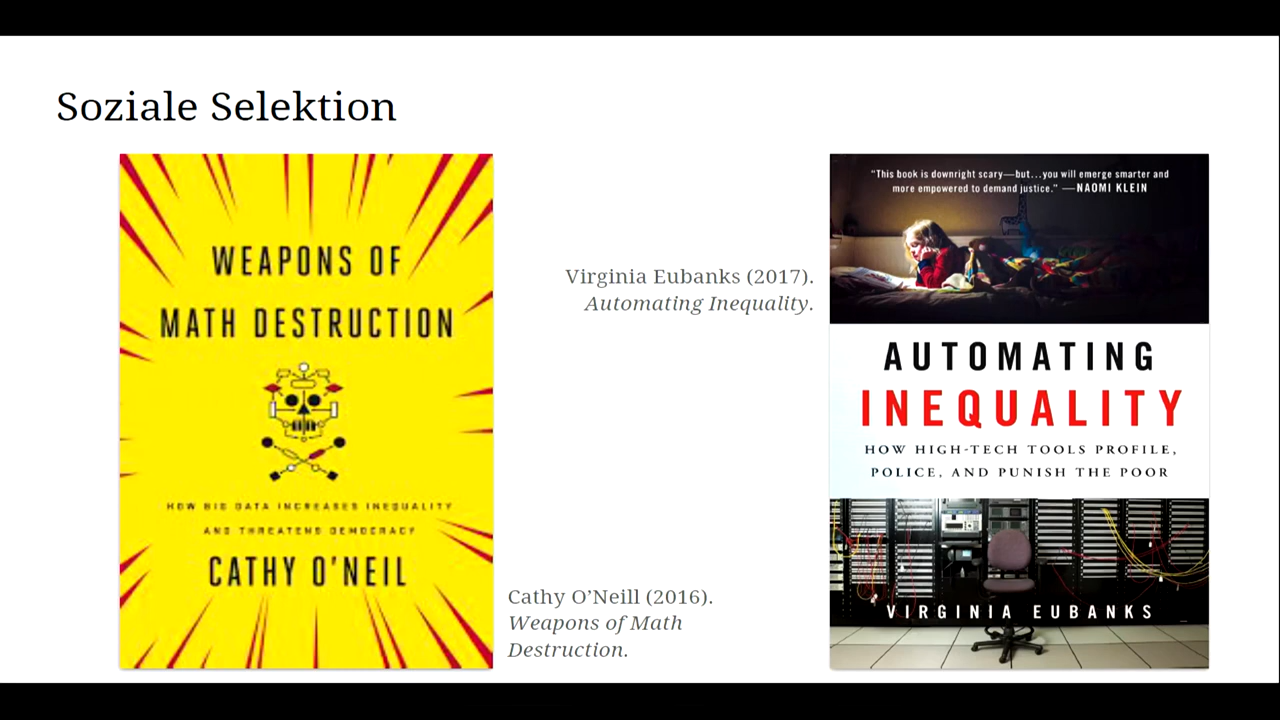 Soziale Selektion
WEAPONS OF
MATH DESTRUCTION
HOW BIG DATA INCREASES INEQUALITY
AND THREATENS DEMOCRACY
CATHY O'NEIL
Virginia Eubanks (2017).
Automating Inequality.
Cathy O’Neill (2016).
Weapons of Math
Destruction.
“This book is downright scary—but...you will emerge smarter and
more empowered to demand justice.” —NAOMI KLEIN
AUTOMATING
INEQUALITY
HOW HIGH-TECH TOOLS PROFILE,
POLICE, AND PUNISH THE POOR
VIRGINIA EUBANKS